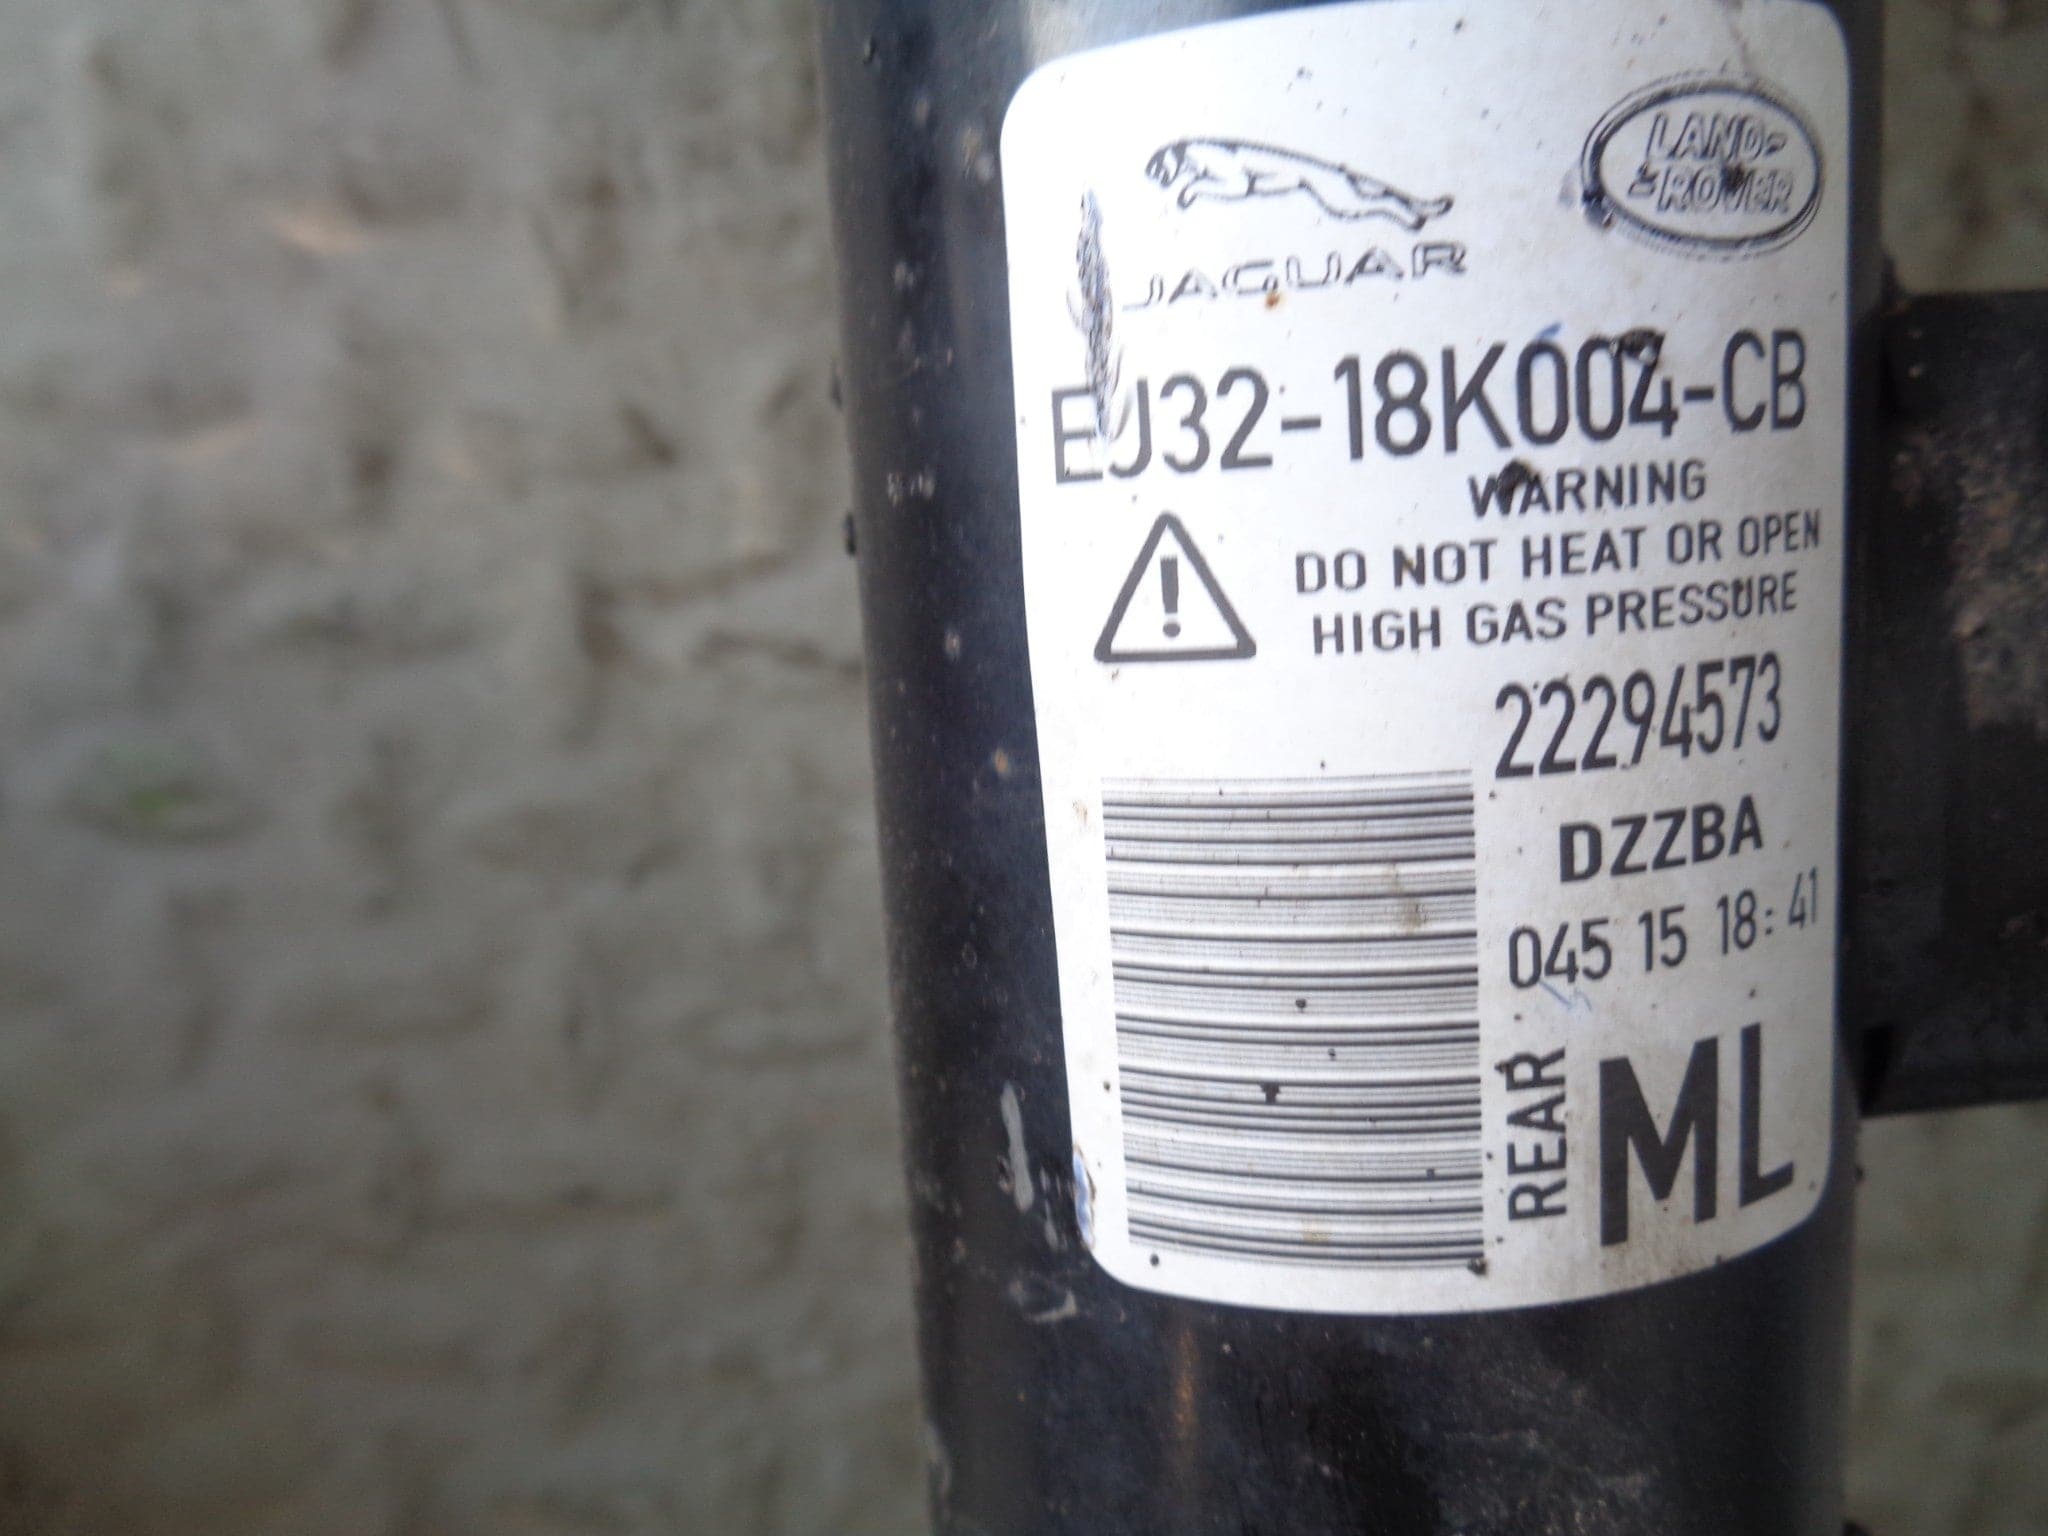 LAND-
ROVER
JAGUAR
EJ32-18K004-CB
WARNING
DO NOT HEAT OR OPEN
HIGH GAS PRESSURE
22294573
DZZBA
045 15 18:41
REAR
ML